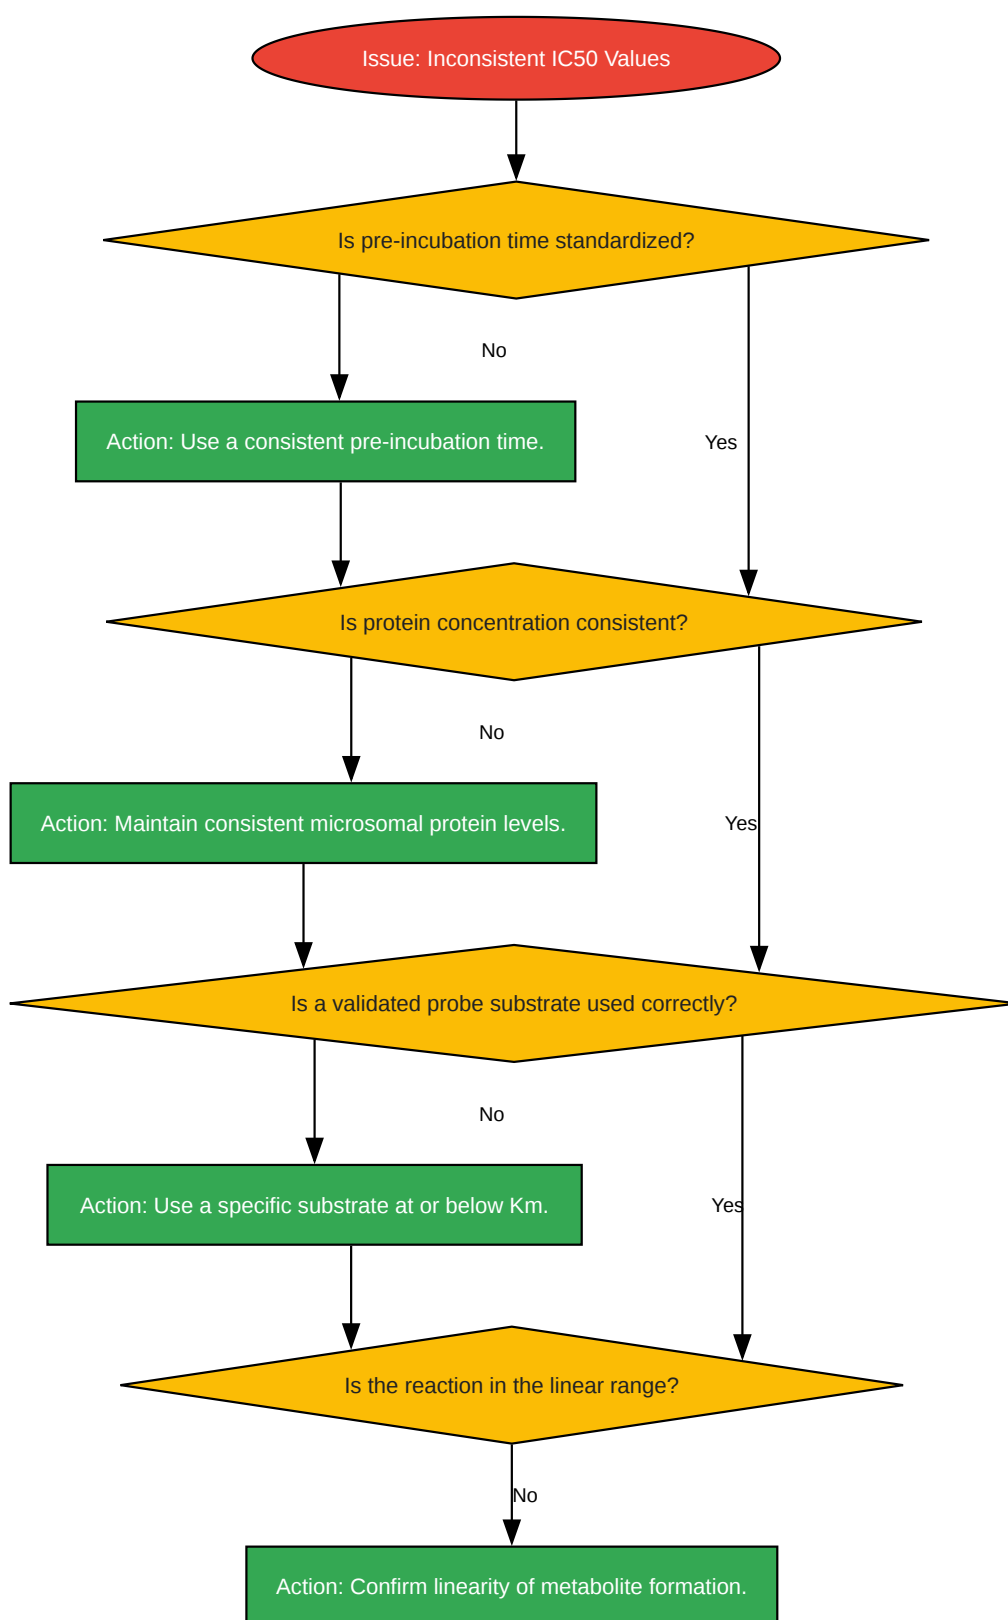 Issue: Inconsistent IC50 Values
Is pre-incubation time standardized?
No
Action: Use a consistent pre-incubation time.
Yes
Is protein concentration consistent?
No
Action: Maintain consistent microsomal protein levels.
Yes
Is a validated probe substrate used correctly?
No
Action: Use a specific substrate at or below Km.
Yes
Is the reaction in the linear range?
No
Action: Confirm linearity of metabolite formation.